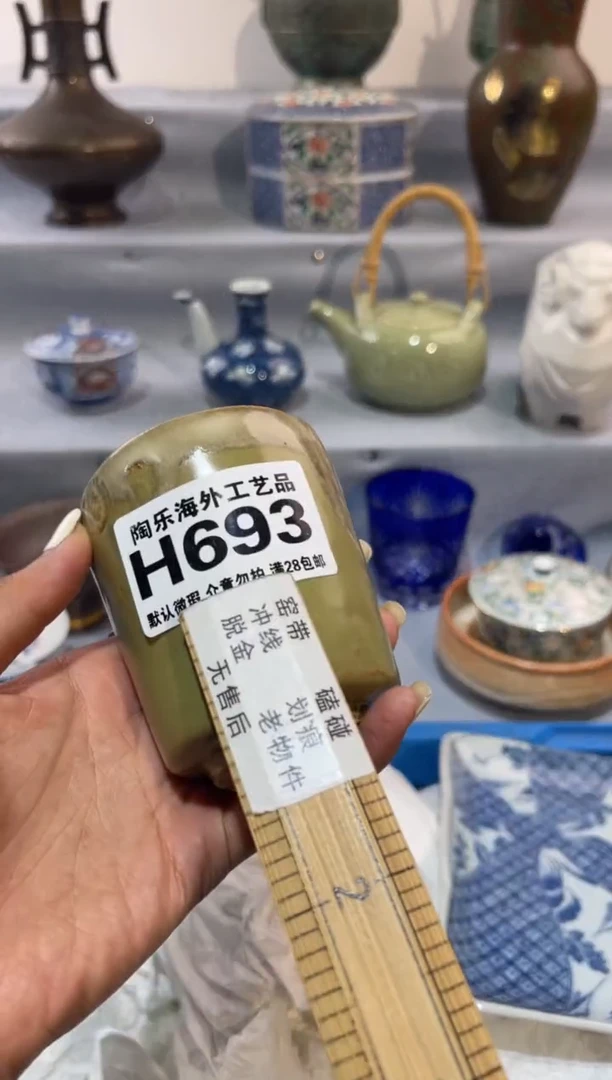 陶乐海外工艺品
H693
默认微瑕 介意勿拍 满28包邮
窑带 磕碰
冲线 划痕
脱金 老物件
无售后
2